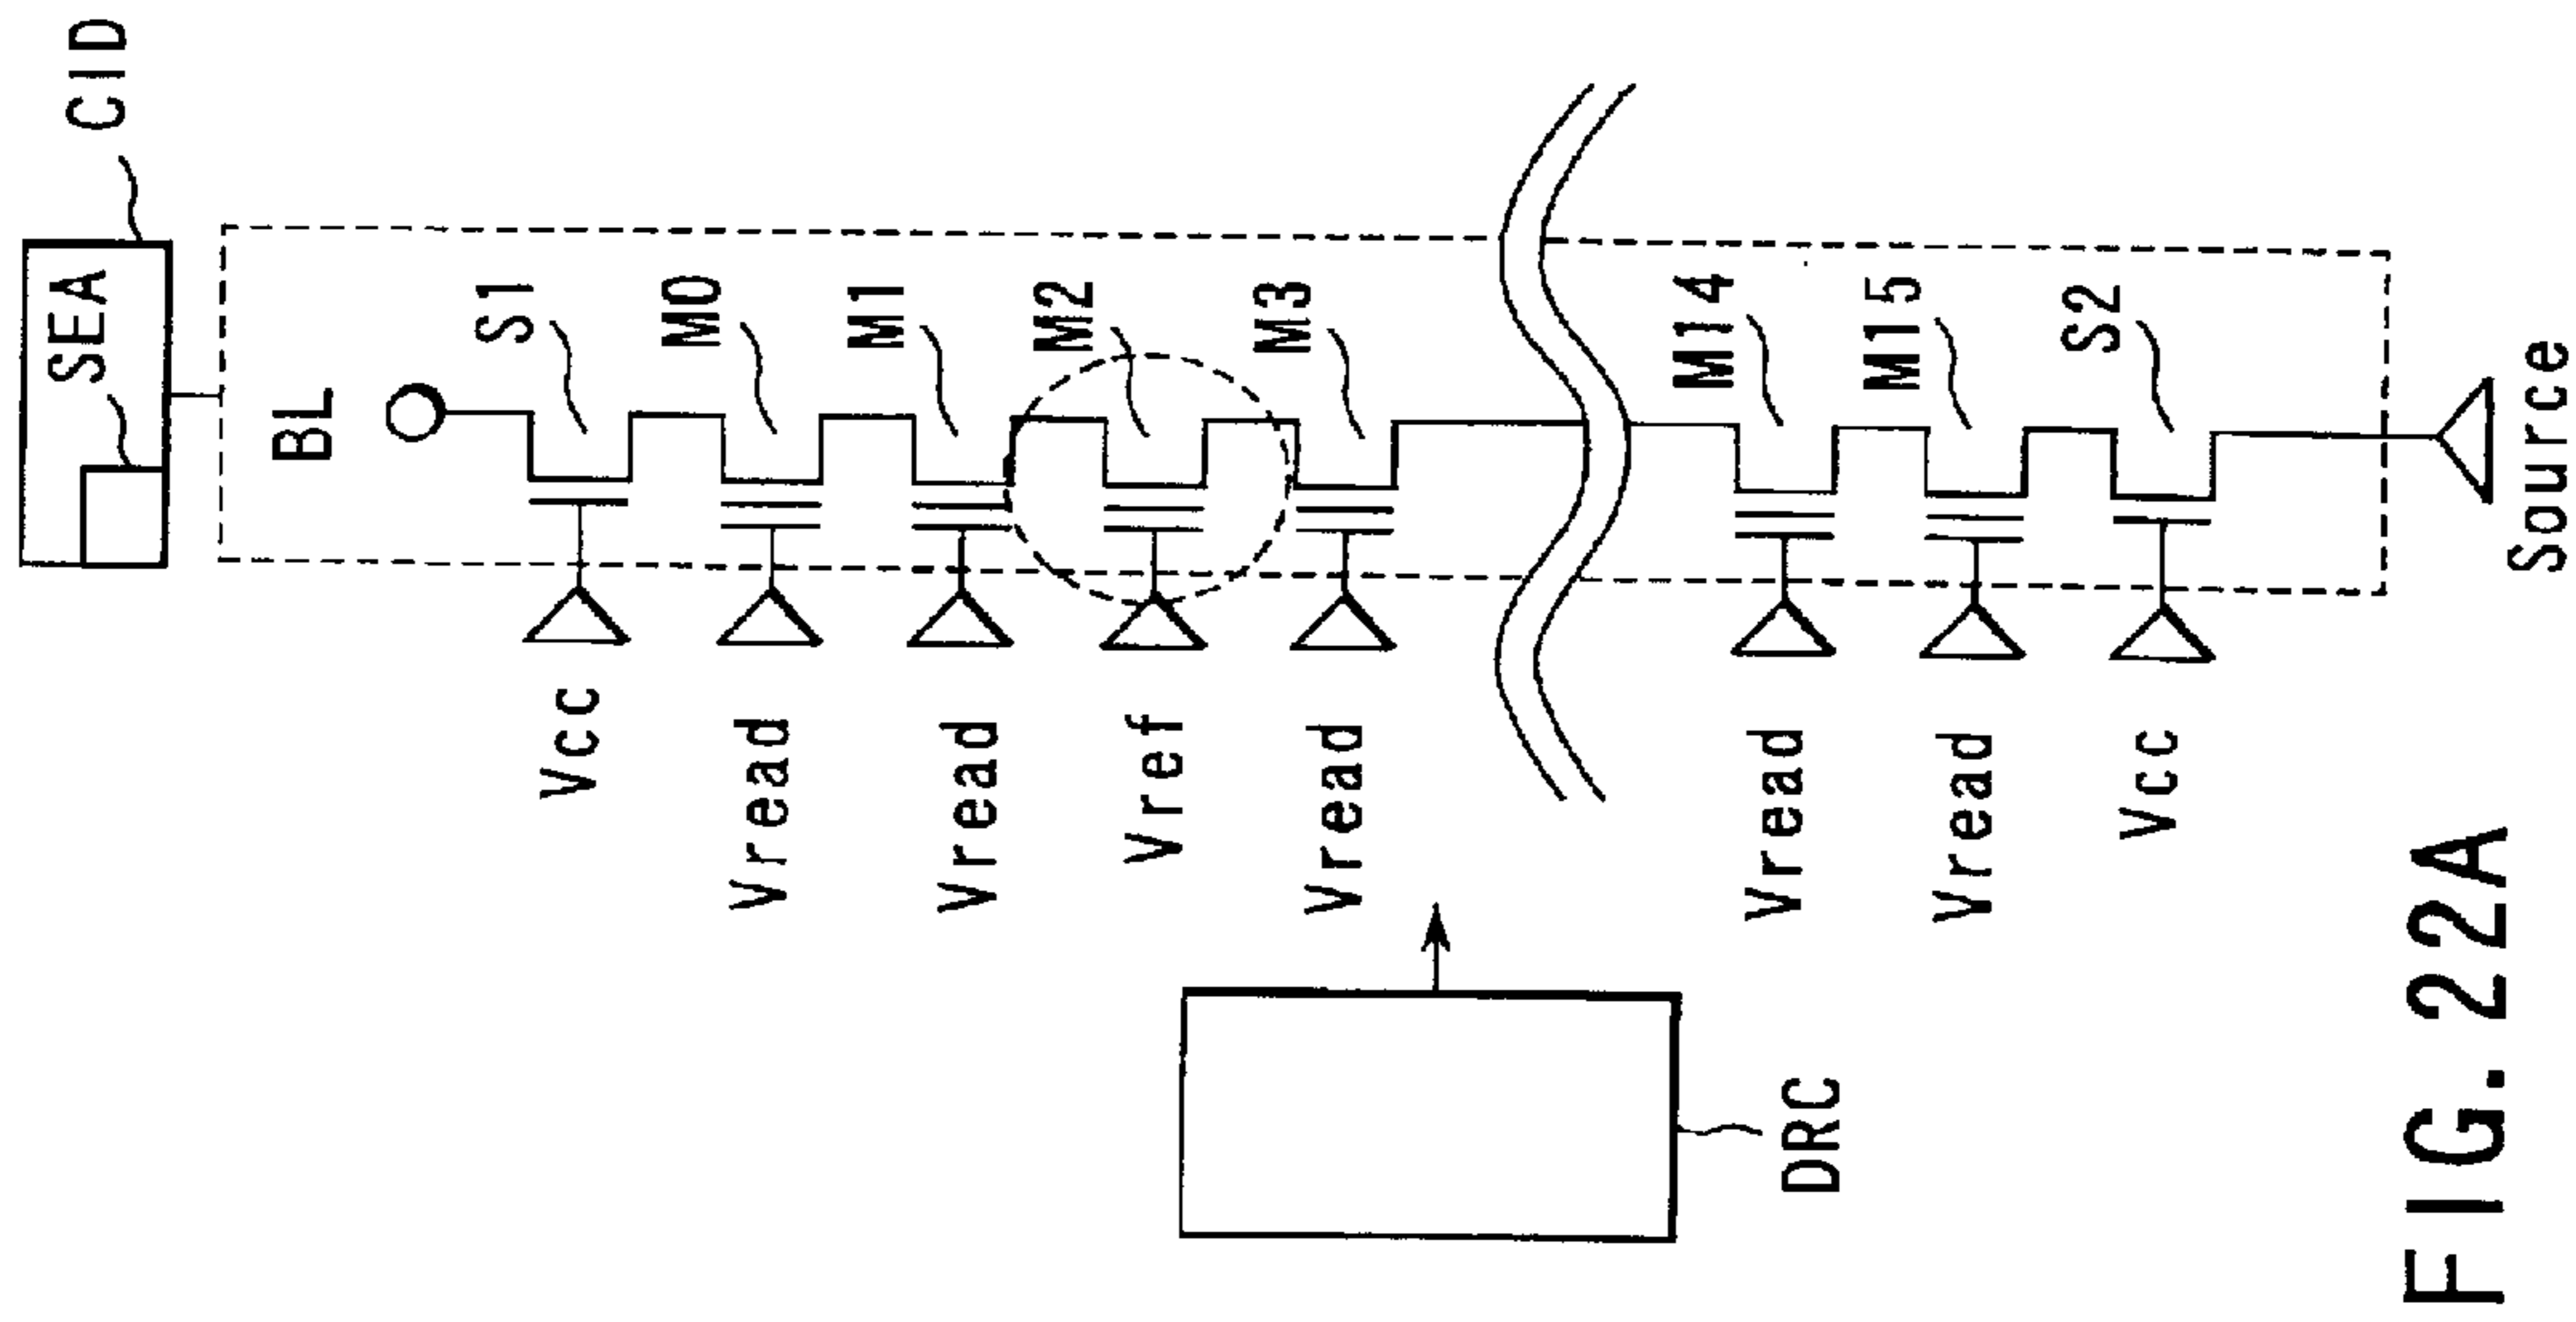 CID
SEA
BL
S1
M0
M1
M2
M3
M14
M15
S2
Source
Vcc
Vread
Vread
Vref
Vread
Vread
Vread
Vcc
DRC
FIG. 22A